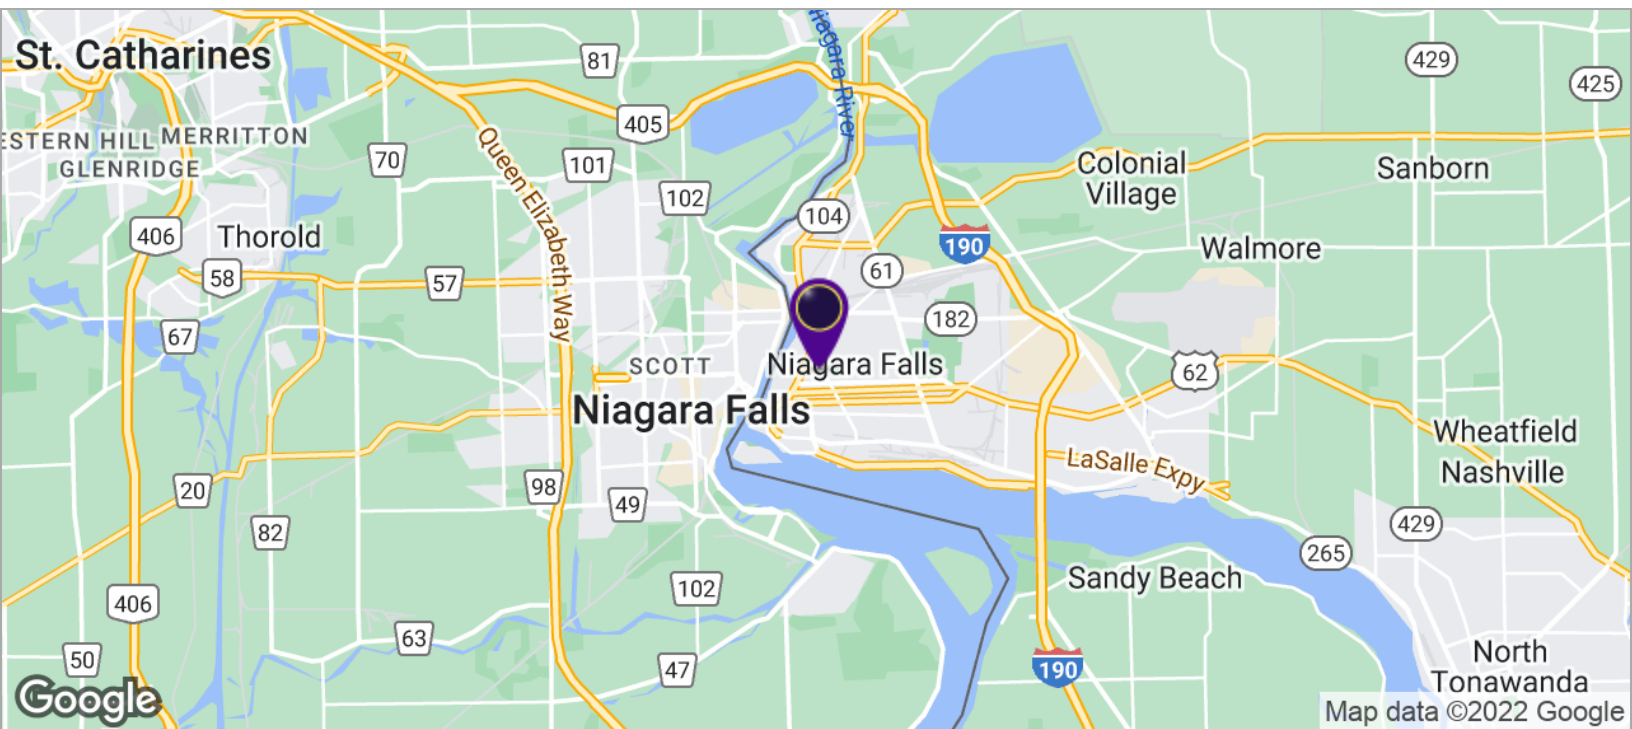 Niagara River
St. Catharines
81
429
425
405
ESTERN HILL
MERRITTON
GLENRIDGE
70
101
Queen Elizabeth Way
Colonial
Village
Sanborn
102
104
406
Thorold
190
Walmore
58
57
61
67
182
SCOTT
Niagara Falls
62
Niagara Falls
Wheatfield
Nashville
LaSalle Expy
20
98
49
82
429
265
Sandy Beach
406
102
63
50
47
190
North
Tonawanda
Google
Map data ©2022 Google